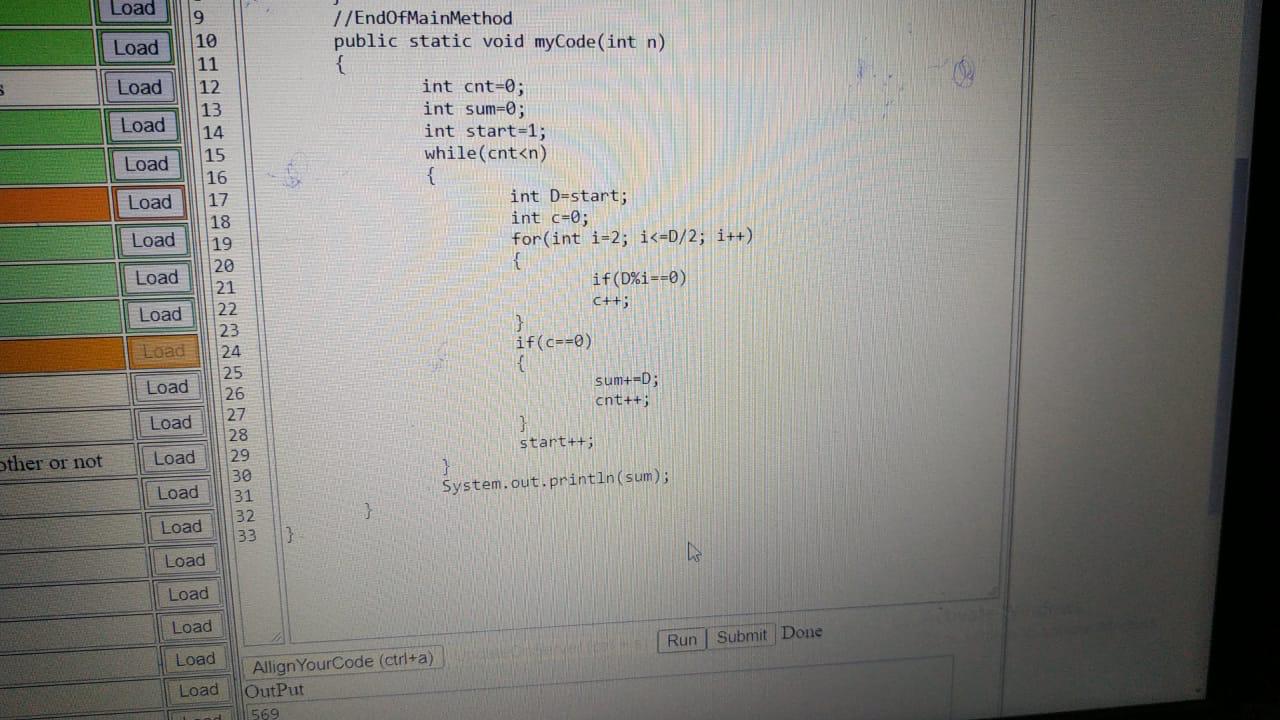 Load
9
//EndOfMainMethod
Load
10
public static void myCode(int n)
11
{
s
Load
12
int cnt=0;
13
int sum=0;
Load
14
int start=1;
15
while(cnt<n)
Load
16
{
17
int D=start;
Load
18
int c=0;
19
for(int i=2; i<=D/2; i++)
Load
20
{
21
if(D%i==0)
Load
22
c++;
Load
23
}
24
if(c==0)
Load
25
{
26
sum+=D;
Load
27
cnt++;
28
}
Load
29
start++;
other or not
Load
30
}
31
System.out.println(sum);
Load
32
}
33
}
Load
Load
Load
Load
Run
Submit
Done
Load
AllignYourCode (ctrl+a)
Load
OutPut
Load
569